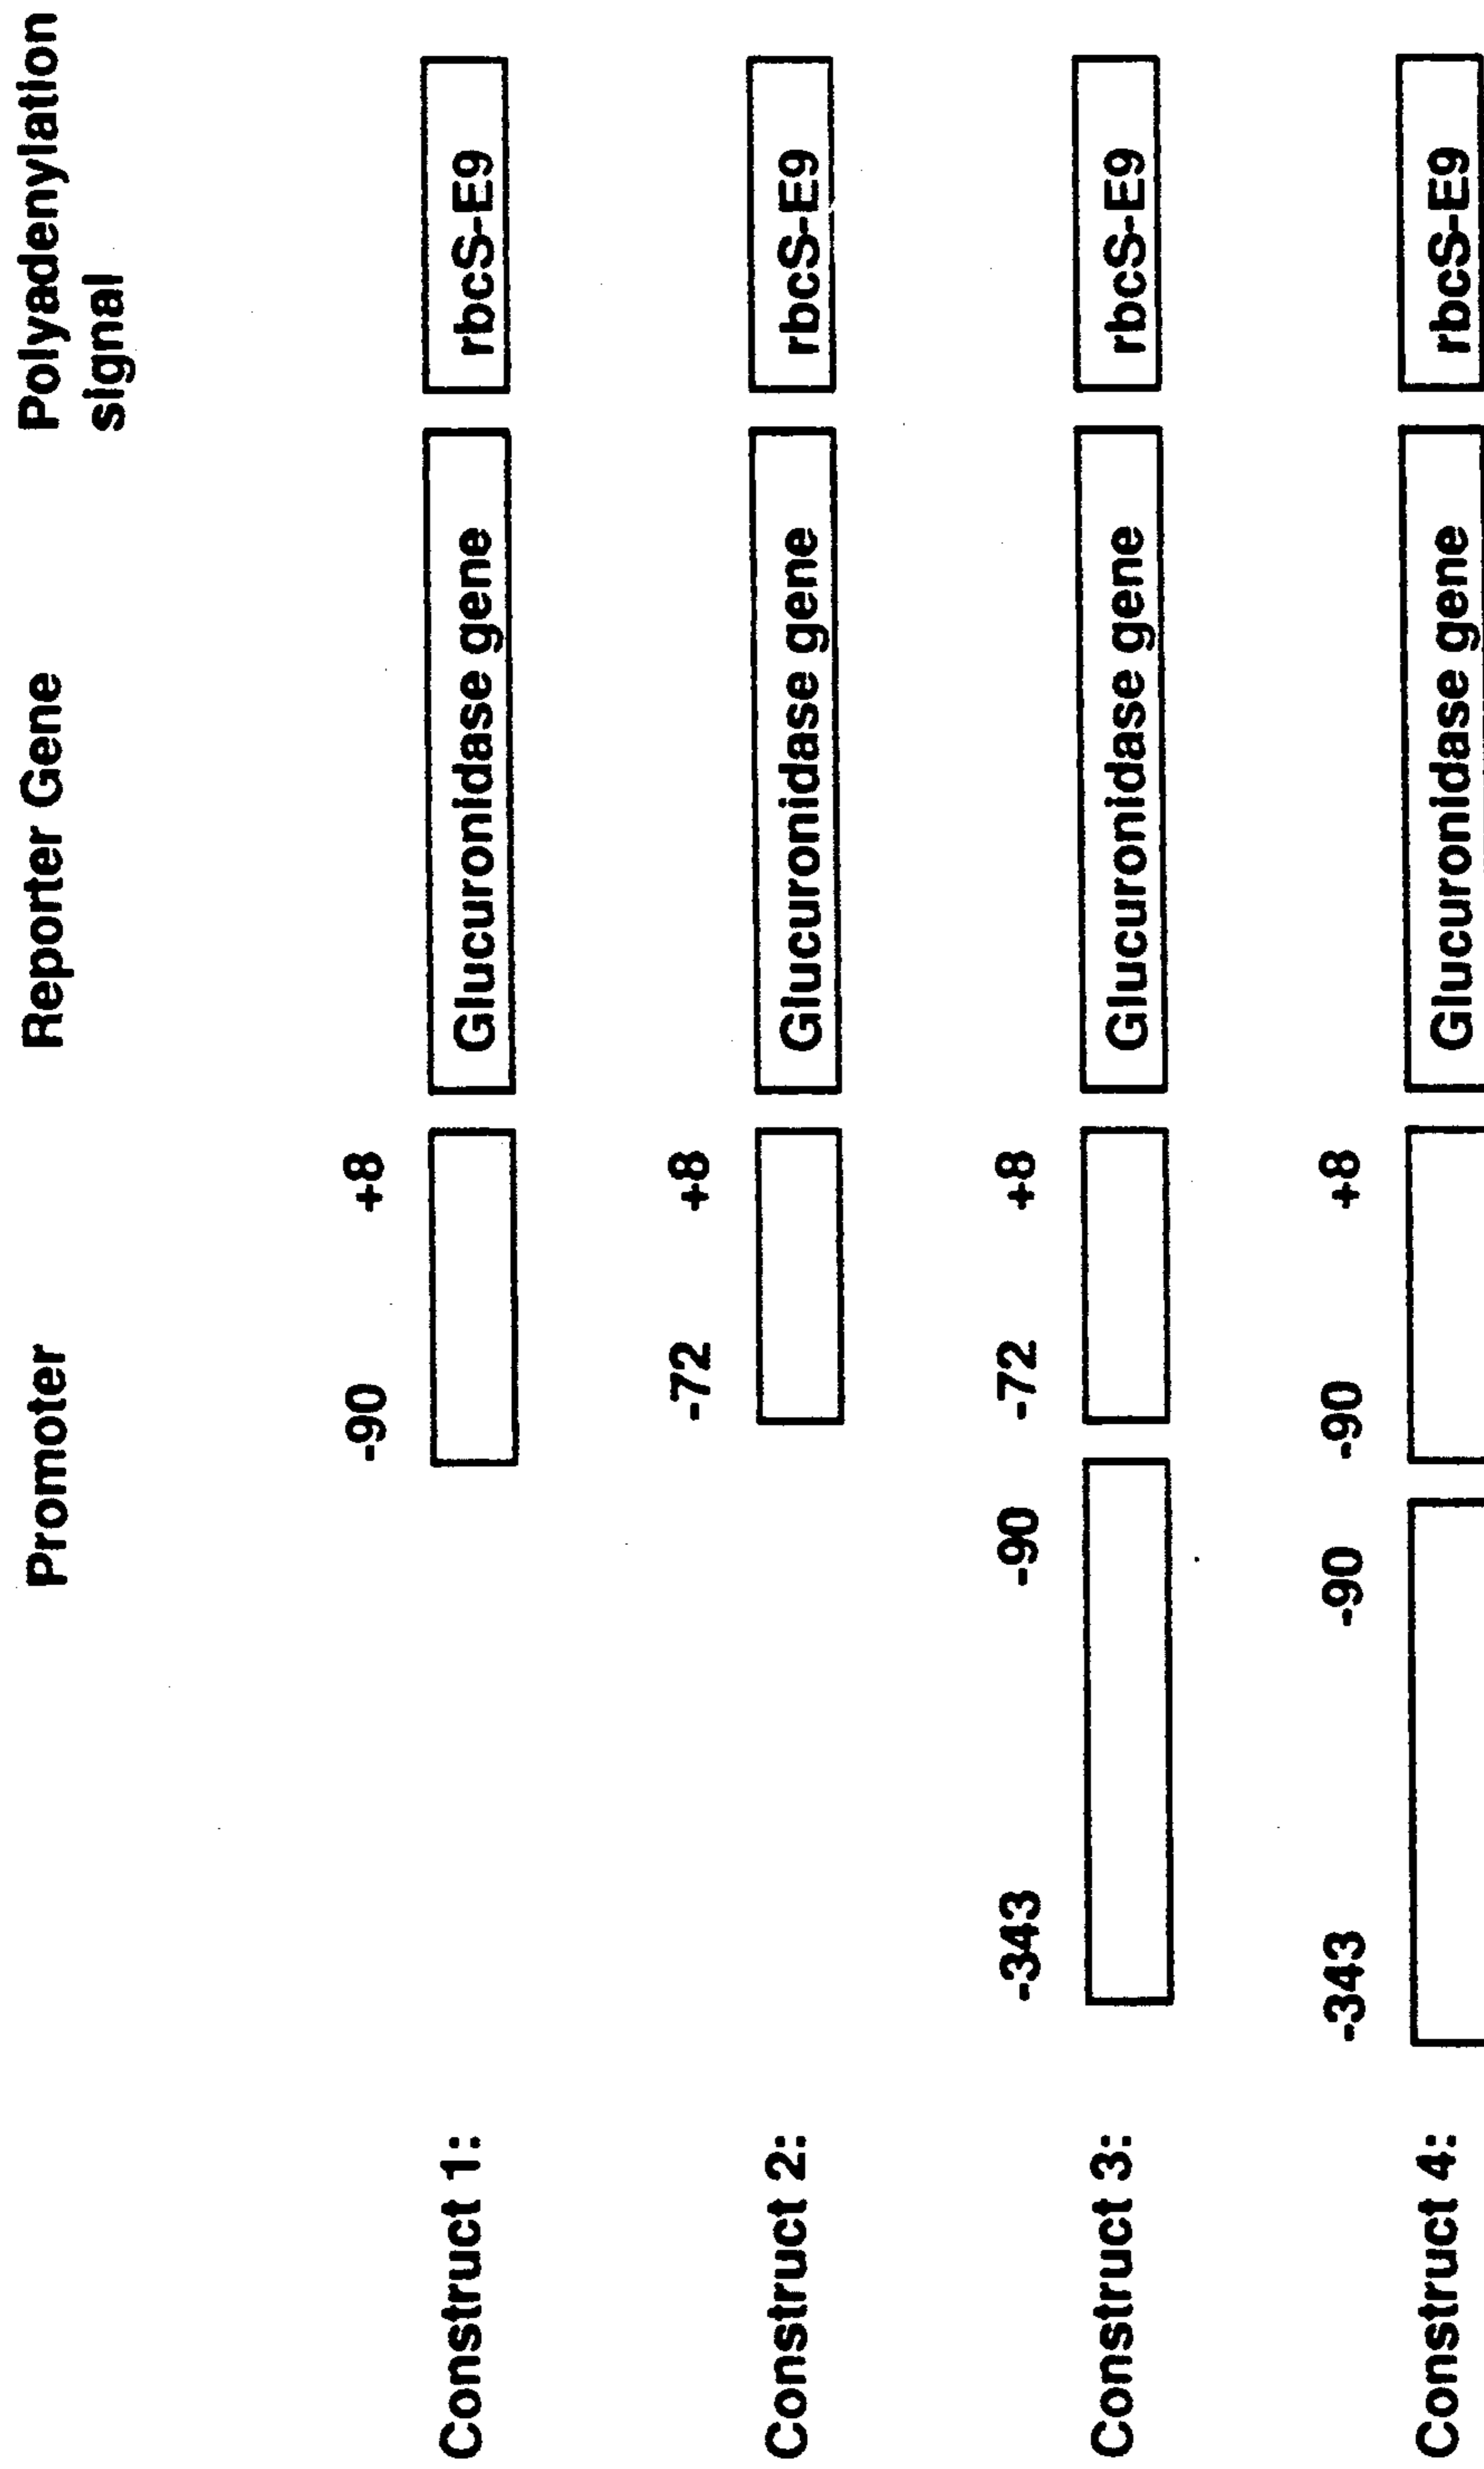 Promoter Reporter Gene Polyadenylation
signal
-90 +8
Construct 1: Glucuronidase gene rbcS-E9
-72 +8
Construct 2: Glucuronidase gene rbcS-E9
-343 -90 -72 +8
Construct 3: Glucuronidase gene rbcS-E9
-343 -90 -90 +8
Construct 4: Glucuronidase gene rbcS-E9